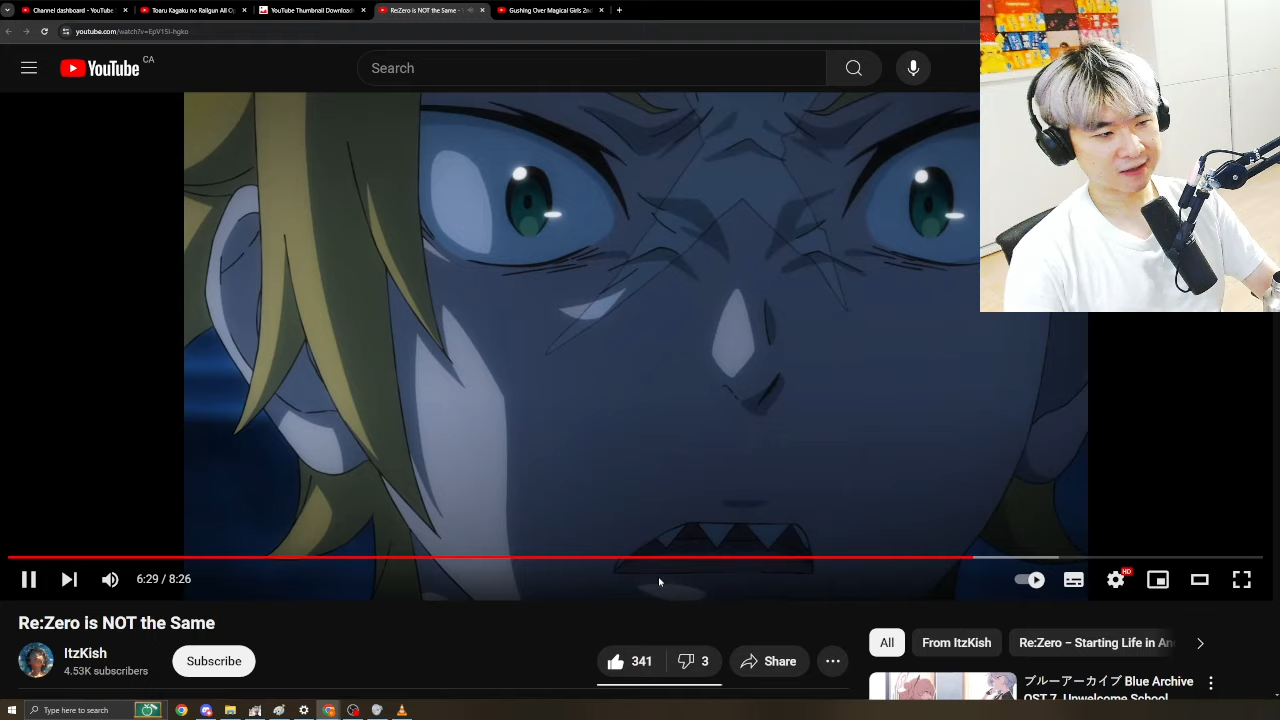 Channel dashboard - YouTube
Toaru Kagaku no Railgun All O
YouTube Thumbnail Download
Re:Zero is NOT the Same -
Gushing Over Magical Girls 2nd
youtube.com/watch?v=EpV15I-hgko
YouTube CA
Search
6:29 / 8:26
HD
Re:Zero is NOT the Same
ItzKish
4.53K subscribers
Subscribe
341
3
Share
All
From ItzKish
Re:Zero − Starting Life in An
ブルーアーカイブ Blue Archive
OST 7. Unwelcome School
Type here to search